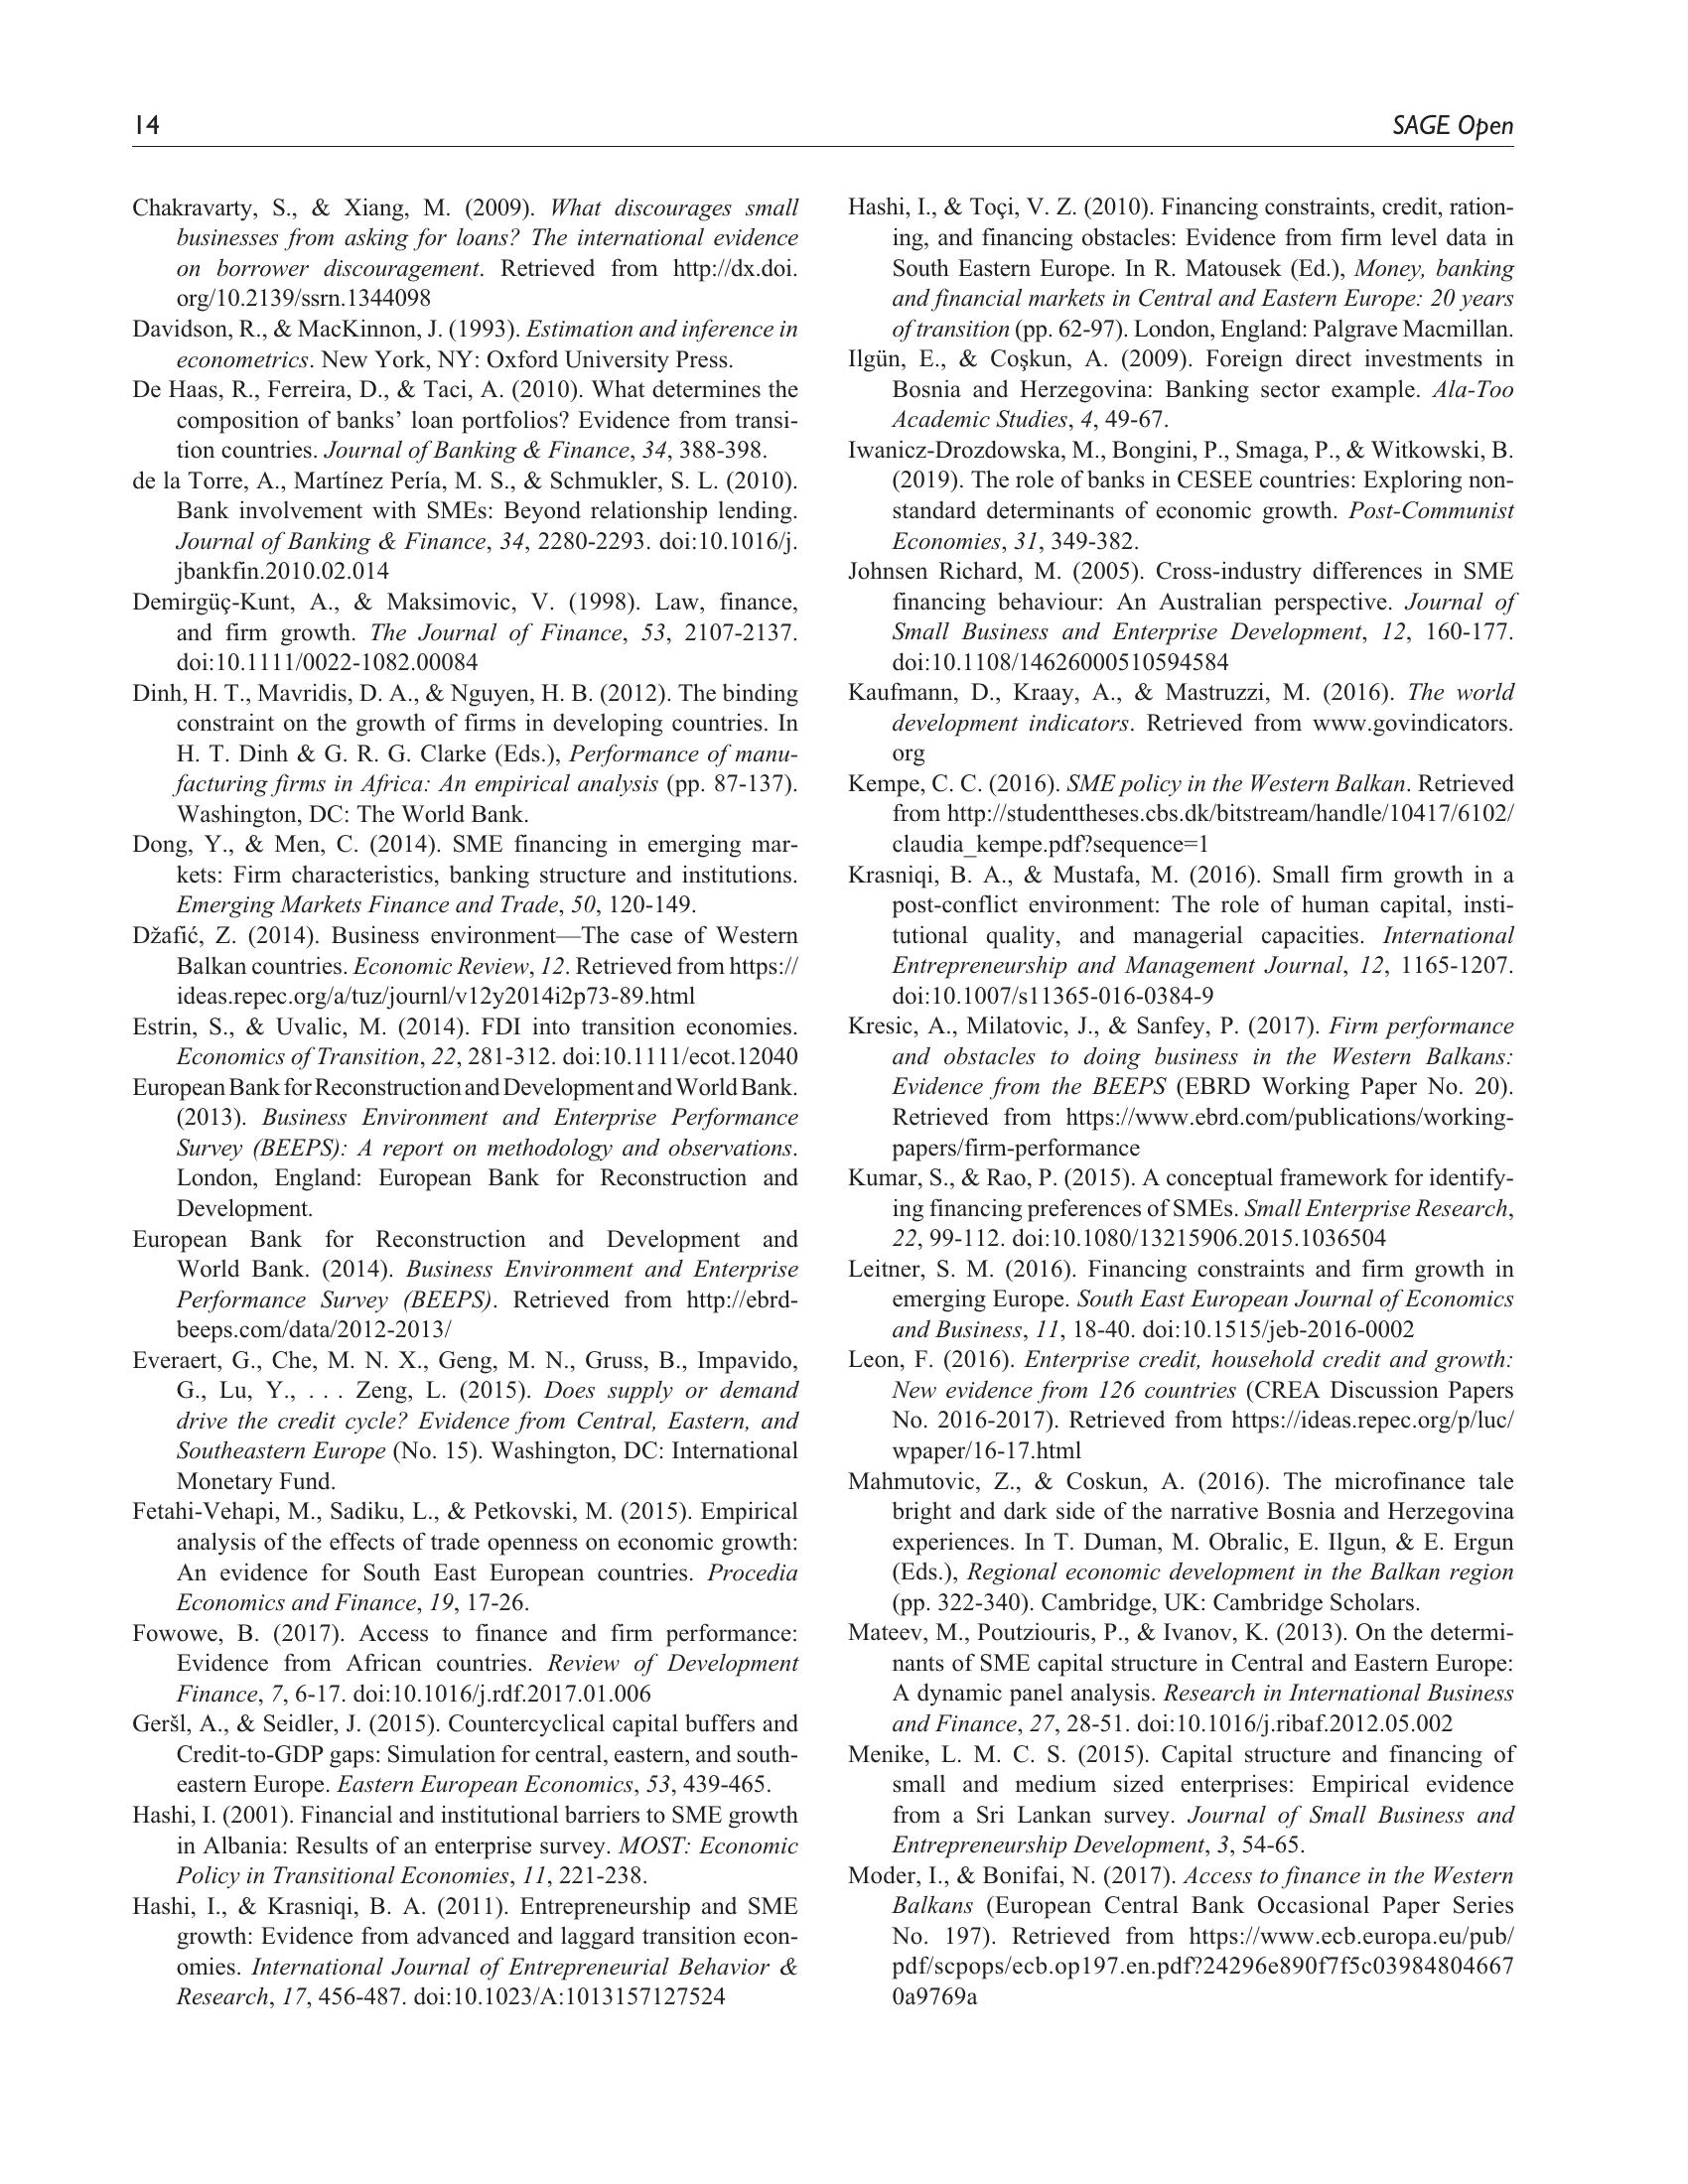 14
SAGE Open
Chakravarty, S., & Xiang, M. (2009). What discourages small
businesses from asking for loans? The international evidence
on borrower discouragement. Retrieved from http://dx.doi.
org/10.2139/ssrn.1344098
Davidson, R., & MacKinnon, J. (1993). Estimation and inference in
econometrics. New York, NY: Oxford University Press.
De Haas, R., Ferreira, D., & Taci, A. (2010). What determines the
composition of banks’ loan portfolios? Evidence from transi-
tion countries. Journal of Banking & Finance, 34, 388-398.
de la Torre, A., Martínez Pería, M. S., & Schmukler, S. L. (2010).
Bank involvement with SMEs: Beyond relationship lending.
Journal of Banking & Finance, 34, 2280-2293. doi:10.1016/j.
jbankfin.2010.02.014
Demirgüç-Kunt, A., & Maksimovic, V. (1998). Law, finance,
and firm growth. The Journal of Finance, 53, 2107-2137.
doi:10.1111/0022-1082.00084
Dinh, H. T., Mavridis, D. A., & Nguyen, H. B. (2012). The binding
constraint on the growth of firms in developing countries. In
H. T. Dinh & G. R. G. Clarke (Eds.), Performance of manu-
facturing firms in Africa: An empirical analysis (pp. 87-137).
Washington, DC: The World Bank.
Dong, Y., & Men, C. (2014). SME financing in emerging mar-
kets: Firm characteristics, banking structure and institutions.
Emerging Markets Finance and Trade, 50, 120-149.
Džafić, Z. (2014). Business environment—The case of Western
Balkan countries. Economic Review, 12. Retrieved from https://
ideas.repec.org/a/tuz/journl/v12y2014i2p73-89.html
Estrin, S., & Uvalic, M. (2014). FDI into transition economies.
Economics of Transition, 22, 281-312. doi:10.1111/ecot.12040
European Bank for Reconstruction and Development and World Bank.
(2013). Business Environment and Enterprise Performance
Survey (BEEPS): A report on methodology and observations.
London, England: European Bank for Reconstruction and
Development.
European Bank for Reconstruction and Development and
World Bank. (2014). Business Environment and Enterprise
Performance Survey (BEEPS). Retrieved from http://ebrd-
beeps.com/data/2012-2013/
Everaert, G., Che, M. N. X., Geng, M. N., Gruss, B., Impavido,
G., Lu, Y., . . . Zeng, L. (2015). Does supply or demand
drive the credit cycle? Evidence from Central, Eastern, and
Southeastern Europe (No. 15). Washington, DC: International
Monetary Fund.
Fetahi-Vehapi, M., Sadiku, L., & Petkovski, M. (2015). Empirical
analysis of the effects of trade openness on economic growth:
An evidence for South East European countries. Procedia
Economics and Finance, 19, 17-26.
Fowowe, B. (2017). Access to finance and firm performance:
Evidence from African countries. Review of Development
Finance, 7, 6-17. doi:10.1016/j.rdf.2017.01.006
Geršl, A., & Seidler, J. (2015). Countercyclical capital buffers and
Credit-to-GDP gaps: Simulation for central, eastern, and south-
eastern Europe. Eastern European Economics, 53, 439-465.
Hashi, I. (2001). Financial and institutional barriers to SME growth
in Albania: Results of an enterprise survey. MOST: Economic
Policy in Transitional Economies, 11, 221-238.
Hashi, I., & Krasniqi, B. A. (2011). Entrepreneurship and SME
growth: Evidence from advanced and laggard transition econ-
omies. International Journal of Entrepreneurial Behavior &
Research, 17, 456-487. doi:10.1023/A:1013157127524
Hashi, I., & Toçi, V. Z. (2010). Financing constraints, credit, ration-
ing, and financing obstacles: Evidence from firm level data in
South Eastern Europe. In R. Matousek (Ed.), Money, banking
and financial markets in Central and Eastern Europe: 20 years
of transition (pp. 62-97). London, England: Palgrave Macmillan.
Ilgün, E., & Coşkun, A. (2009). Foreign direct investments in
Bosnia and Herzegovina: Banking sector example. Ala-Too
Academic Studies, 4, 49-67.
Iwanicz-Drozdowska, M., Bongini, P., Smaga, P., & Witkowski, B.
(2019). The role of banks in CESEE countries: Exploring non-
standard determinants of economic growth. Post-Communist
Economies, 31, 349-382.
Johnsen Richard, M. (2005). Cross-industry differences in SME
financing behaviour: An Australian perspective. Journal of
Small Business and Enterprise Development, 12, 160-177.
doi:10.1108/14626000510594584
Kaufmann, D., Kraay, A., & Mastruzzi, M. (2016). The world
development indicators. Retrieved from www.govindicators.
org
Kempe, C. C. (2016). SME policy in the Western Balkan. Retrieved
from http://studenttheses.cbs.dk/bitstream/handle/10417/6102/
claudia_kempe.pdf?sequence=1
Krasniqi, B. A., & Mustafa, M. (2016). Small firm growth in a
post-conflict environment: The role of human capital, insti-
tutional quality, and managerial capacities. International
Entrepreneurship and Management Journal, 12, 1165-1207.
doi:10.1007/s11365-016-0384-9
Kresic, A., Milatovic, J., & Sanfey, P. (2017). Firm performance
and obstacles to doing business in the Western Balkans:
Evidence from the BEEPS (EBRD Working Paper No. 20).
Retrieved from https://www.ebrd.com/publications/working-
papers/firm-performance
Kumar, S., & Rao, P. (2015). A conceptual framework for identify-
ing financing preferences of SMEs. Small Enterprise Research,
22, 99-112. doi:10.1080/13215906.2015.1036504
Leitner, S. M. (2016). Financing constraints and firm growth in
emerging Europe. South East European Journal of Economics
and Business, 11, 18-40. doi:10.1515/jeb-2016-0002
Leon, F. (2016). Enterprise credit, household credit and growth:
New evidence from 126 countries (CREA Discussion Papers
No. 2016-2017). Retrieved from https://ideas.repec.org/p/luc/
wpaper/16-17.html
Mahmutovic, Z., & Coskun, A. (2016). The microfinance tale
bright and dark side of the narrative Bosnia and Herzegovina
experiences. In T. Duman, M. Obralic, E. Ilgun, & E. Ergun
(Eds.), Regional economic development in the Balkan region
(pp. 322-340). Cambridge, UK: Cambridge Scholars.
Mateev, M., Poutziouris, P., & Ivanov, K. (2013). On the determi-
nants of SME capital structure in Central and Eastern Europe:
A dynamic panel analysis. Research in International Business
and Finance, 27, 28-51. doi:10.1016/j.ribaf.2012.05.002
Menike, L. M. C. S. (2015). Capital structure and financing of
small and medium sized enterprises: Empirical evidence
from a Sri Lankan survey. Journal of Small Business and
Entrepreneurship Development, 3, 54-65.
Moder, I., & Bonifai, N. (2017). Access to finance in the Western
Balkans (European Central Bank Occasional Paper Series
No. 197). Retrieved from https://www.ecb.europa.eu/pub/
pdf/scpops/ecb.op197.en.pdf?24296e890f7f5c03984804667
0a9769a